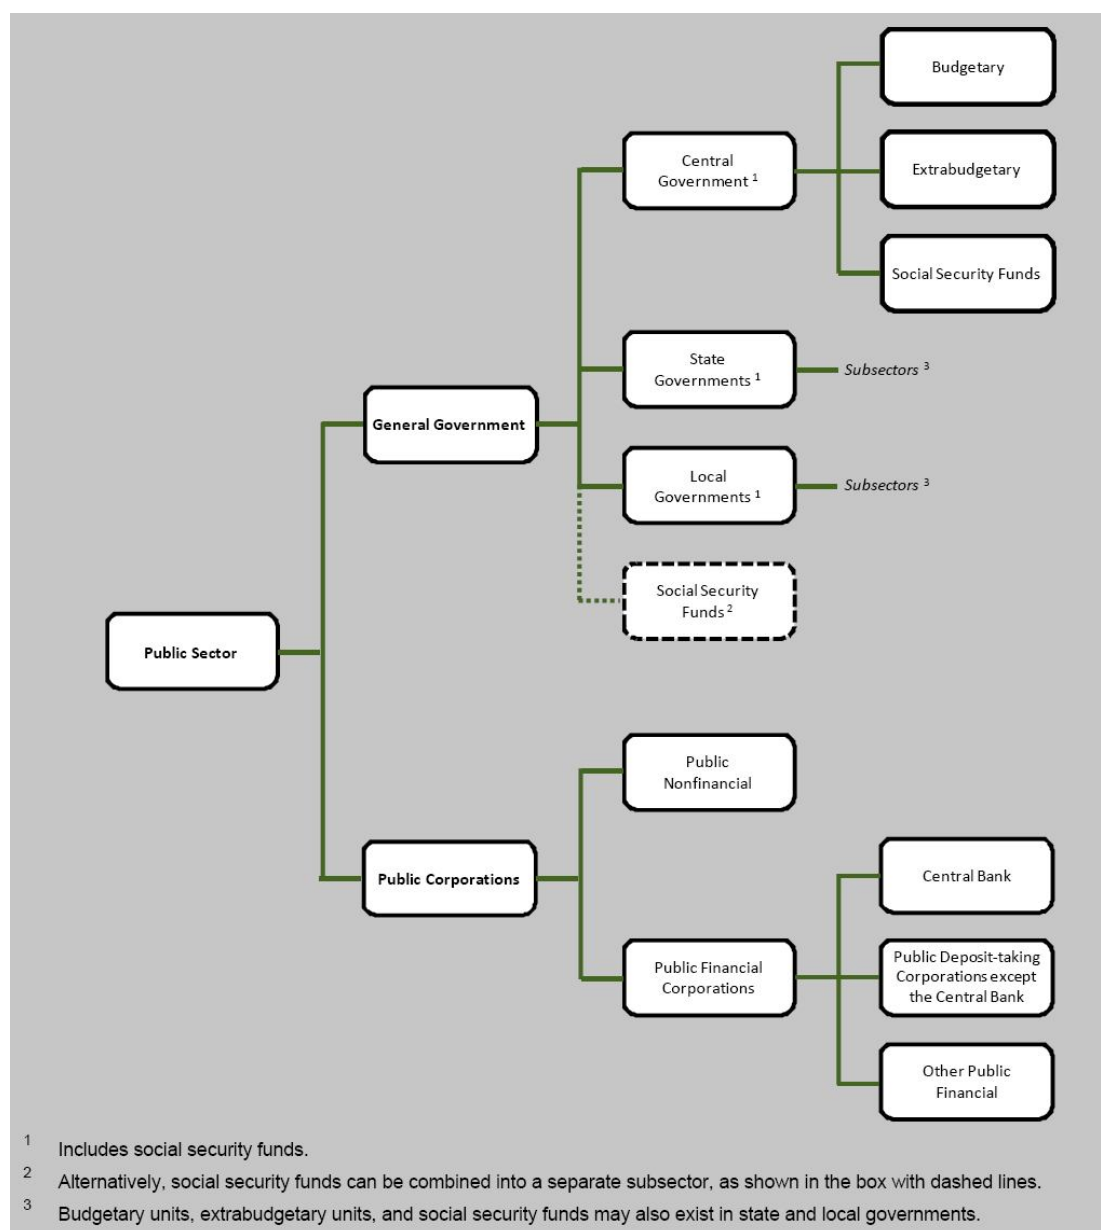 Budgetary
Central
Government ¹
Extrabudgetary
Social Security Funds
State
Governments ¹
Subsectors ³
General Government
Local
Governments ¹
Subsectors ³
Social Security
Funds ²
Public Sector
Public
Nonfinancial
Public Corporations
Central Bank
Public Financial
Corporations
Public Deposit-taking
Corporations except
the Central Bank
Other Public
Financial
¹ Includes social security funds.
² Alternatively, social security funds can be combined into a separate subsector, as shown in the box with dashed lines.
³ Budgetary units, extrabudgetary units, and social security funds may also exist in state and local governments.